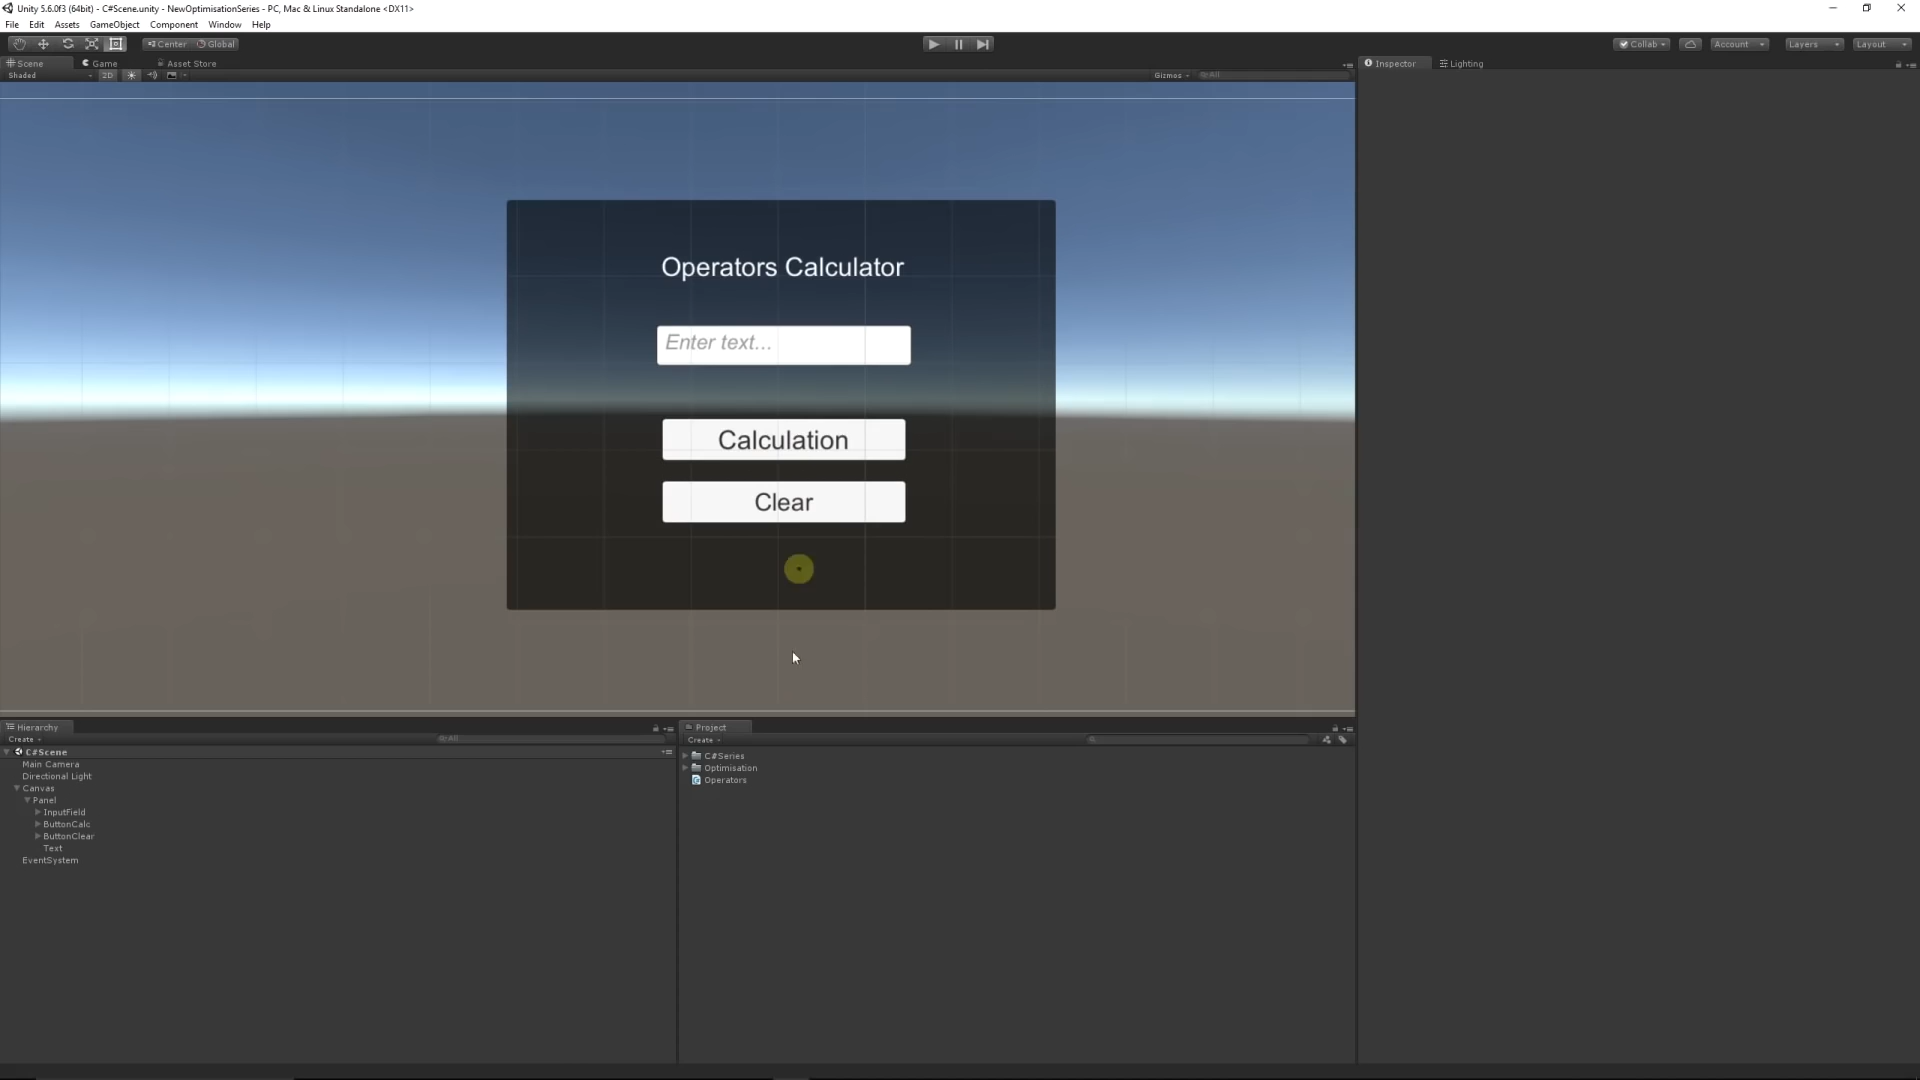 Unity 5.6.0f3 (64bit) - C#Scene.unity - NewOptimisationSeries - PC, Mac & Linux Standalone <DX11>
File Edit Assets GameObject Component Window Help
Center Global Collab Account Layers Layout
Scene Game Asset Store Inspector Lighting
Shaded 2D Gizmos All
Operators Calculator
Enter text...
Calculation
Clear
Hierarchy
Create All
C#Scene
Main Camera
Directional Light
Canvas
Panel
InputField
ButtonCalc
ButtonClear
Text
EventSystem
Project
Create
C#Series
Optimisation
Operators